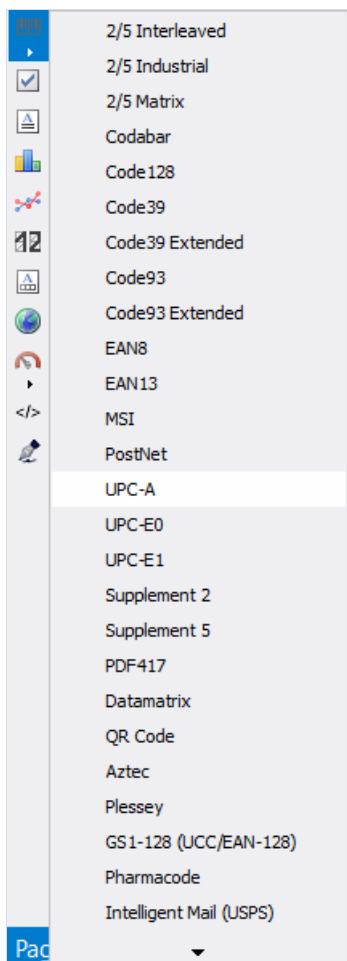 2/5 Interleaved
2/5 Industrial
2/5 Matrix
Codabar
Code128
Code39
Code39 Extended
Code93
Code93 Extended
EAN8
EAN13
MSI
PostNet
UPC-A
UPC-E0
UPC-E1
Supplement 2
Supplement 5
PDF417
Datamatrix
QR Code
Aztec
Plessey
GS1-128 (UCC/EAN-128)
Pharmacode
Intelligent Mail (USPS)
12
</>
Pac